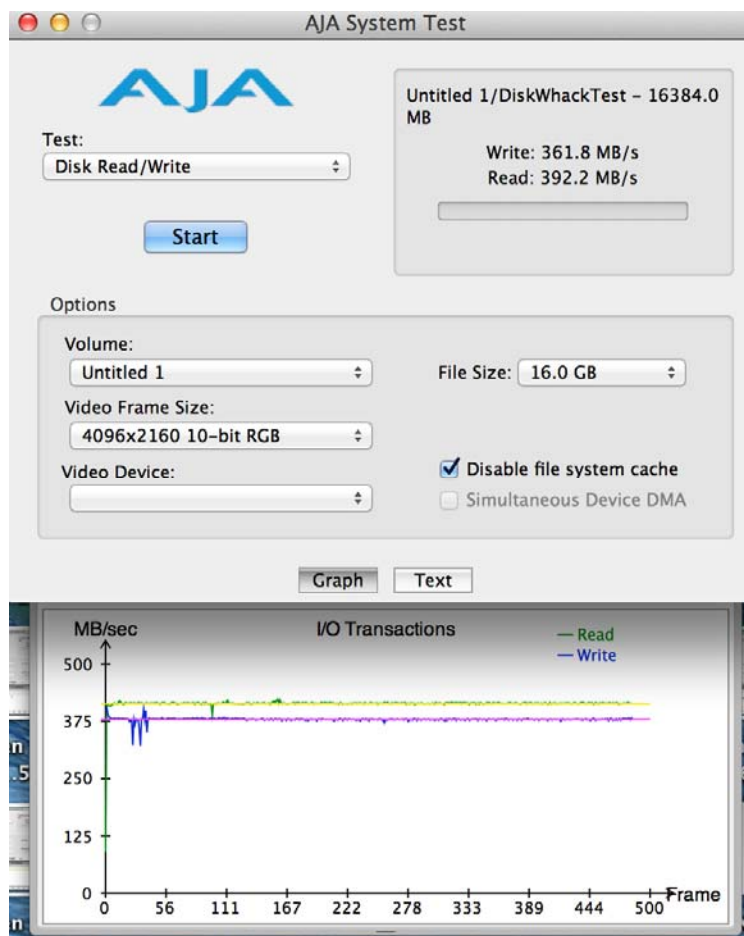 AJA System Test
AJA
Untitled 1/DiskWhackTest – 16384.0
MB
Write: 361.8 MB/s
Read: 392.2 MB/s
Test:
Disk Read/Write
Start
Options
Volume:
Untitled 1
File Size: 16.0 GB
Video Frame Size:
4096x2160 10-bit RGB
Video Device:
Disable file system cache
Simultaneous Device DMA
Graph Text
MB/sec
I/O Transactions
Read
Write
500
375
250
125
0
0 56 111 167 222 278 333 389 444 500
Frame
n
.5
n